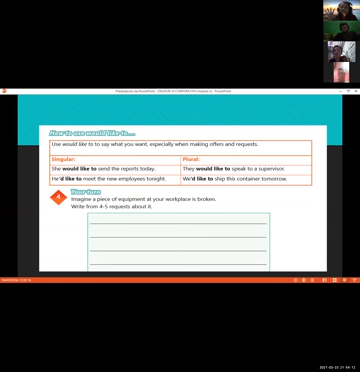 How to use would like to....
Use would like to to say what you want, especially when making offers and requests.
Singular: Plural:
She would like to send the reports today. They would like to speak to a supervisor.
He'd like to meet the new employees tonight. We'd like to ship this container tomorrow.
4 Your turn
Imagine a piece of equipment at your workplace is broken.
Write from 4-5 requests about it.